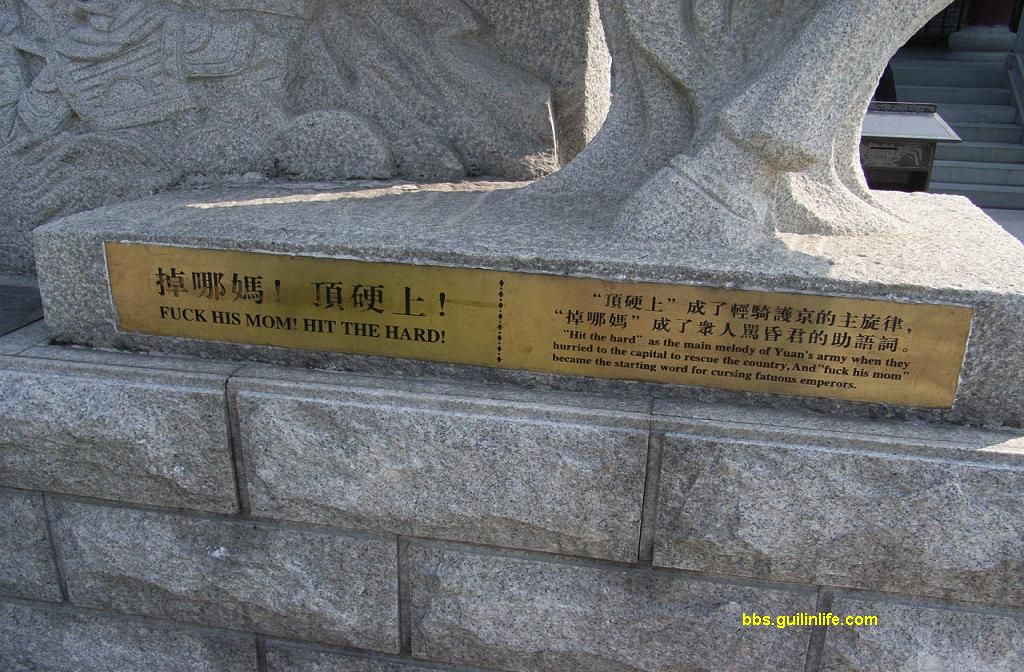 掉哪媽！頂硬上！
FUCK HIS MOM! HIT THE HARD!
“頂硬上”成了輕騎護京的主旋律，
“掉哪媽”成了衆人駡昏君的助語詞。
"Hit the hard" as the main melody of Yuan's army when they
hurried to the capital to rescue the country, And "fuck his mom"
became the starting word for cursing fatuous emperors.
bbs.guilinlife.com